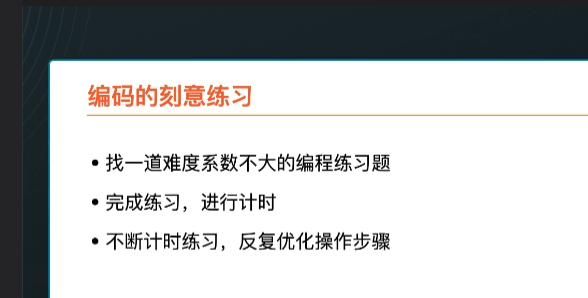 编码的刻意练习
• 找一道难度系数不大的编程练习题
• 完成练习，进行计时
• 不断计时练习，反复优化操作步骤